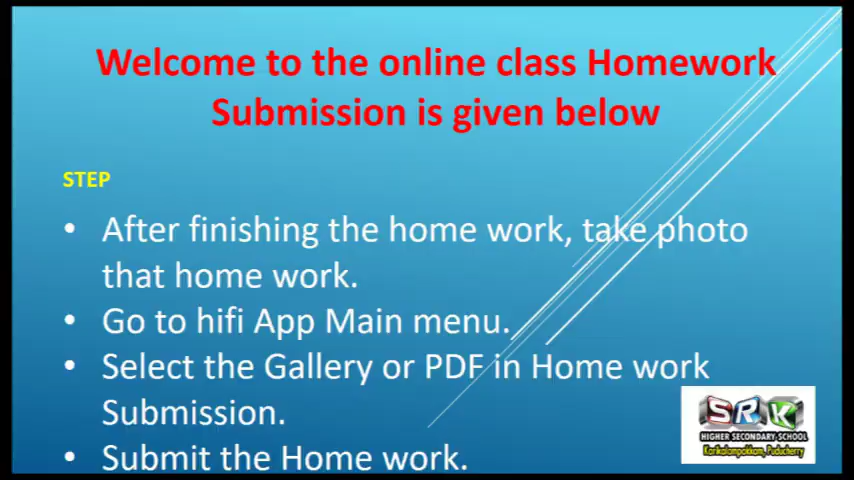 Welcome to the online class Homework
Submission is given below
STEP
• After finishing the home work, take photo
that home work.
• Go to hifi App Main menu.
• Select the Gallery or PDF in Home work
Submission.
• Submit the Home work.
SRK
HIGHER SECONDARY SCHOOL
Karikalampakkam, Puducherry